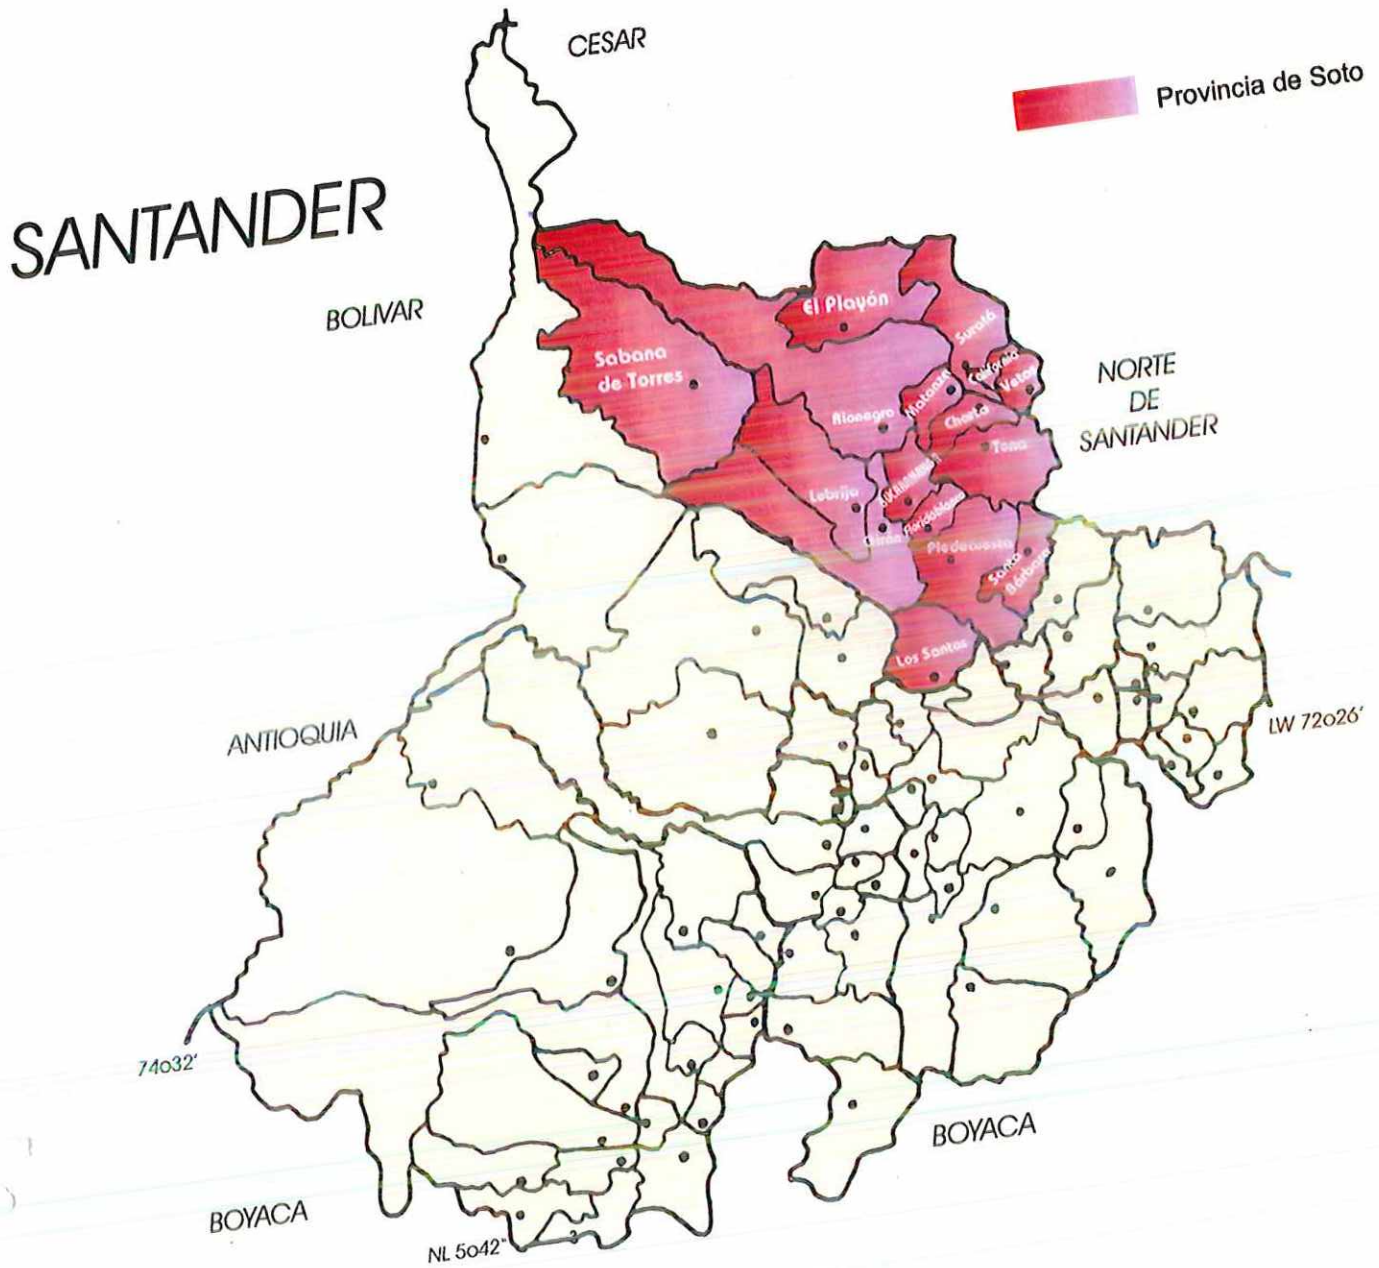 CESAR
Provincia de Soto
SANTANDER
BOLIVAR
El Playón
Suratá
Sabana
de Torres
California
Vetas
NORTE
DE
SANTANDER
Matanza
Rionegro
Charta
Tona
Lebrija
BUCARAMANGA
Floridablanca
Girón
Piedecuesta
Santa
Bárbara
Los Santos
ANTIOQUIA
LW 72o26'
74o32'
BOYACA
BOYACA
NL 5o42"